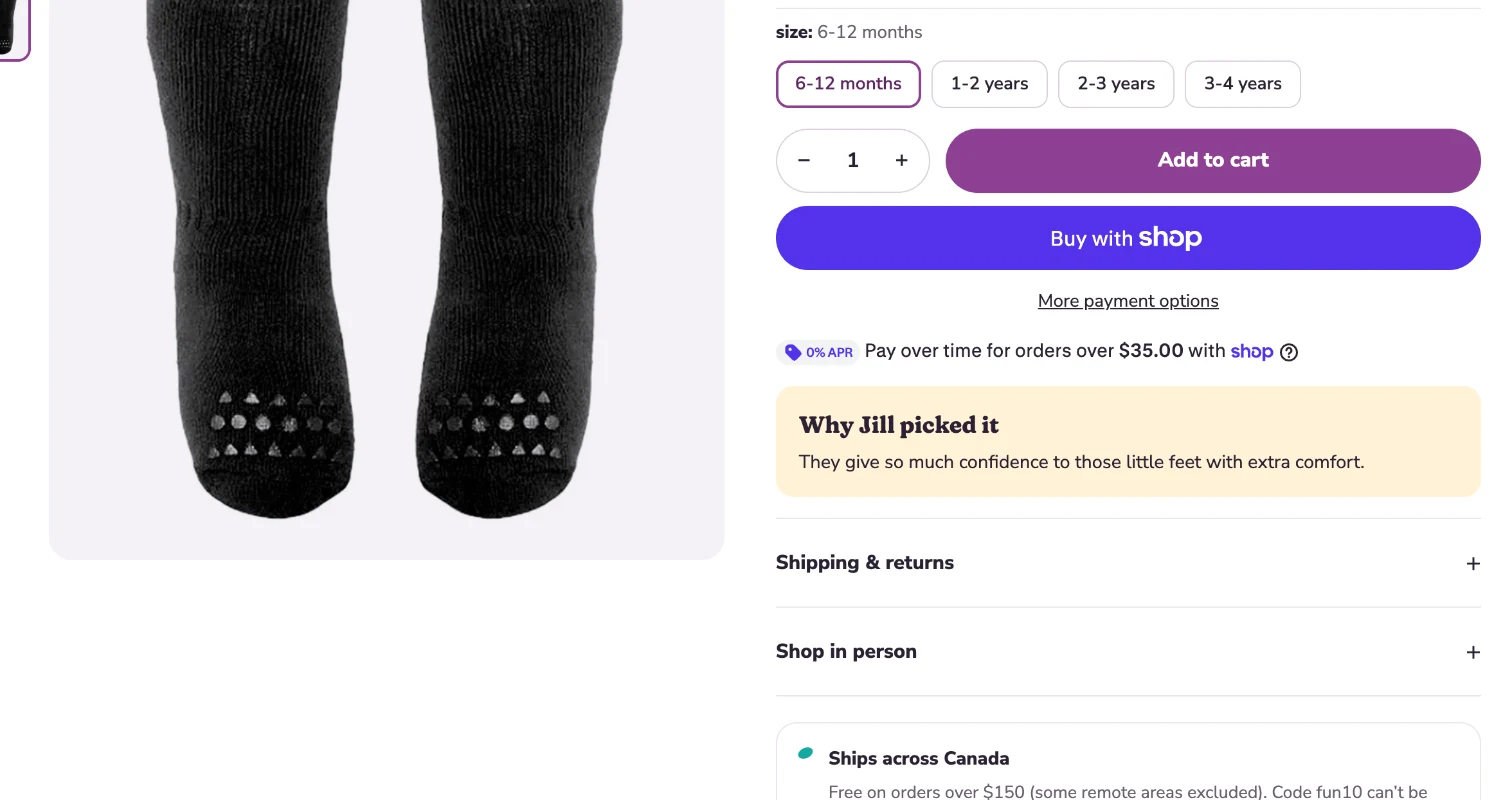 size: 6-12 months
6-12 months
1-2 years
2-3 years
3-4 years
− 1 +
Add to cart
Buy with shop
More payment options
0% APR Pay over time for orders over $35.00 with shop ?
Why Jill picked it
They give so much confidence to those little feet with extra comfort.
Shipping & returns +
Shop in person +
Ships across Canada
Free on orders over $150 (some remote areas excluded). Code fun10 can't be